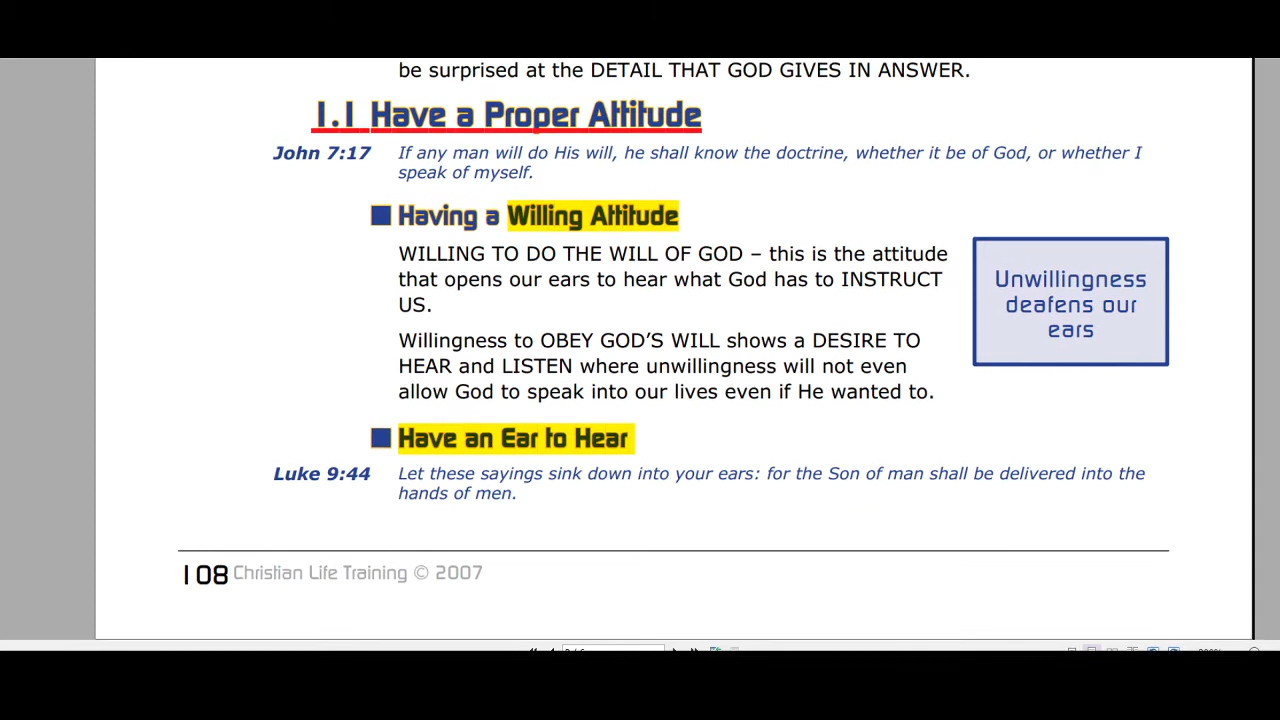 be surprised at the DETAIL THAT GOD GIVES IN ANSWER.
1.1 Have a Proper Attitude
John 7:17 If any man will do His will, he shall know the doctrine, whether it be of God, or whether I
speak of myself.
Having a Willing Attitude
WILLING TO DO THE WILL OF GOD – this is the attitude
that opens our ears to hear what God has to INSTRUCT
US.
Willingness to OBEY GOD'S WILL shows a DESIRE TO
HEAR and LISTEN where unwillingness will not even
allow God to speak into our lives even if He wanted to.
Unwillingness
deafens our
ears
Have an Ear to Hear
Luke 9:44 Let these sayings sink down into your ears: for the Son of man shall be delivered into the
hands of men.
108 Christian Life Training © 2007